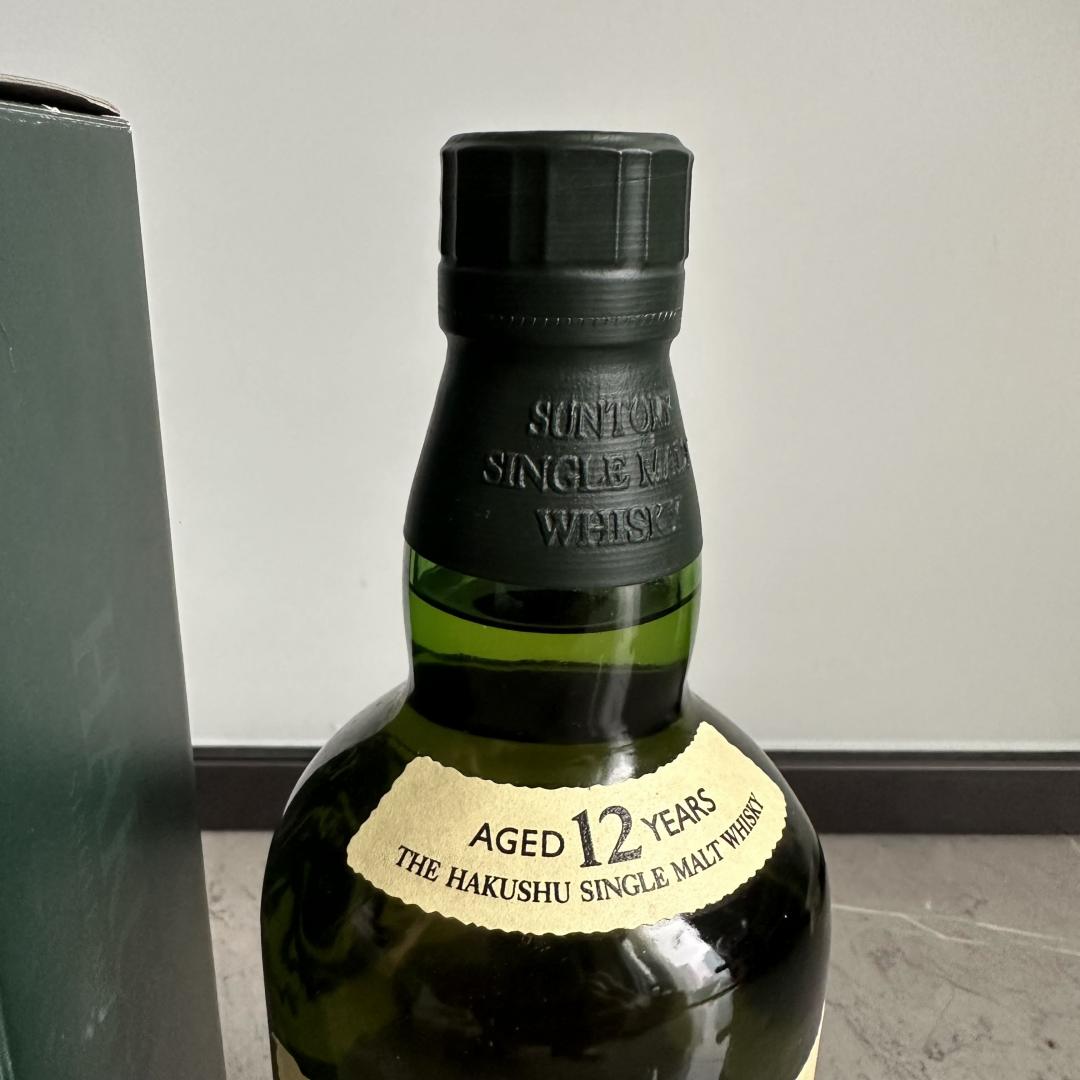 SUNTORY
SINGLE MALT
WHISKY
AGED 12 YEARS
THE HAKUSHU SINGLE MALT WHISKY